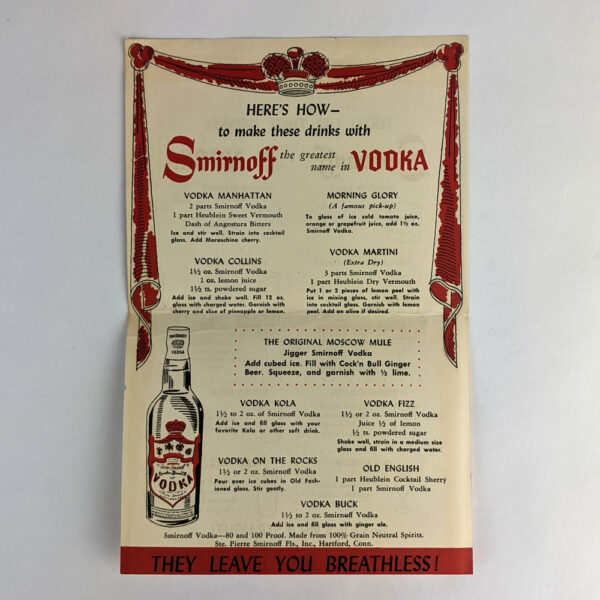 HERE'S HOW—
to make these drinks with
Smirnoff the greatest name in VODKA
VODKA MANHATTAN
2 parts Smirnoff Vodka
1 part Heublein Sweet Vermouth
Dash of Angostura Bitters
Ice and stir well. Strain into cocktail
glass. Add Maraschino cherry.
MORNING GLORY
(A famous pick-up)
To glass of ice cold tomato juice,
orange or grapefruit juice, add 1½ oz.
Smirnoff Vodka.
VODKA COLLINS
1½ oz. Smirnoff Vodka
1 oz. lemon juice
1½ ts. powdered sugar
Add ice and shake well. Fill 12 oz.
glass with charged water. Garnish with
cherry and slice of pineapple or lemon.
VODKA MARTINI
(Extra Dry)
3 parts Smirnoff Vodka
1 part Heublein Dry Vermouth
Put 1 or 2 pieces of lemon peel with
ice in mixing glass, stir well. Strain
into cocktail glass. Garnish with lemon
peel. Add an olive if desired.
THE ORIGINAL MOSCOW MULE
Jigger Smirnoff Vodka
Add cubed ice. Fill with Cock'n Bull Ginger
Beer. Squeeze, and garnish with ½ lime.
SMIRNOFF
VODKA
VODKA
VODKA KOLA
1½ to 2 oz. of Smirnoff Vodka
Add ice and fill glass with your
favorite Kola or other soft drink.
VODKA FIZZ
1½ or 2 oz. Smirnoff Vodka
Juice ½ of lemon
½ ts. powdered sugar
Shake well, strain in a medium size
glass and fill with charged water.
VODKA ON THE ROCKS
1½ or 2 oz. Smirnoff Vodka
Pour over ice cubes in Old Fash-
ioned glass. Stir gently.
OLD ENGLISH
1 part Heublein Cocktail Sherry
1 part Smirnoff Vodka
VODKA BUCK
1½ to 2 oz. Smirnoff Vodka
Add ice and fill glass with ginger ale.
Smirnoff Vodka—80 and 100 Proof. Made from 100% Grain Neutral Spirits.
Ste. Pierre Smirnoff Fls., Inc., Hartford, Conn.
THEY LEAVE YOU BREATHLESS!